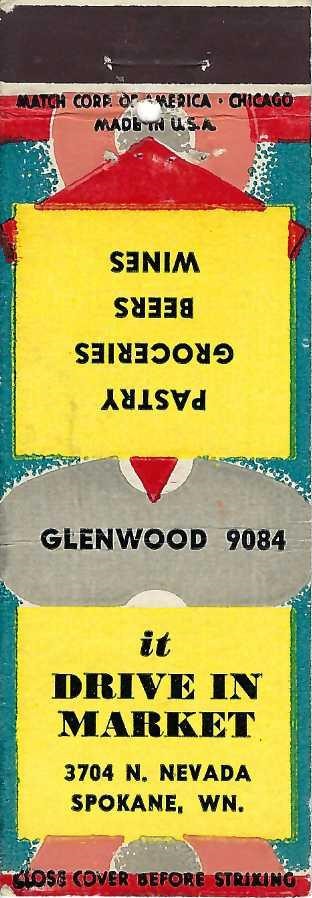 MATCH CORP. OF AMERICA · CHICAGO
MADE IN U.S.A.
PASTRY
GROCERIES
BEERS
WINES
GLENWOOD 9084
it
DRIVE IN
MARKET
3704 N. NEVADA
SPOKANE, WN.
CLOSE COVER BEFORE STRIKING